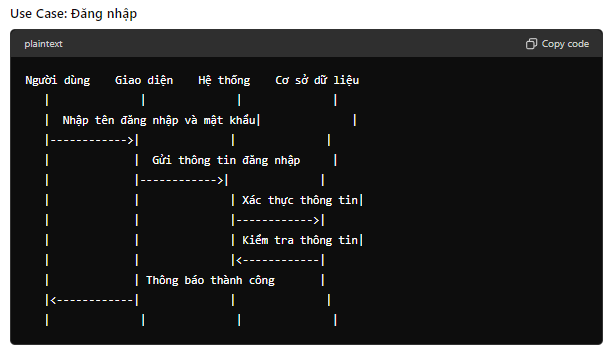 Use Case: Đăng nhập
plaintext
Copy code
Người dùng    Giao diện    Hệ thống    Cơ sở dữ liệu
   |              |              |              |
   |  Nhập tên đăng nhập và mật khẩu|              |
   |------------>|              |              |
   |             |  Gửi thông tin đăng nhập     |
   |             |------------>|              |
   |             |             | Xác thực thông tin|
   |             |             |------------>|
   |             |             | Kiểm tra thông tin|
   |             |             |<------------|
   |             | Thông báo thành công       |
   |<------------|             |             |
   |              |             |              |